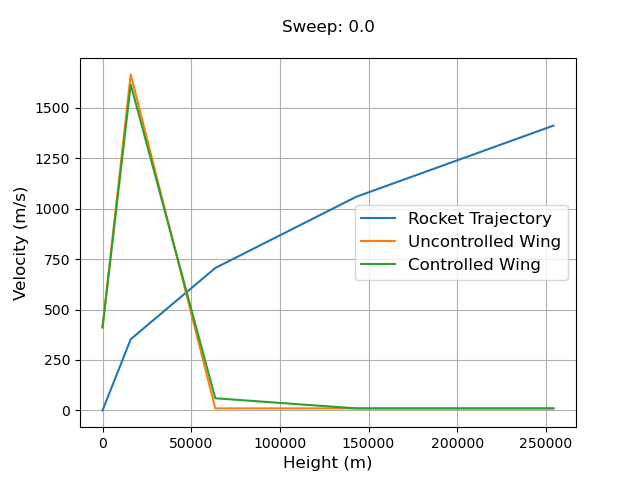 Sweep: 0.0
1500
1250
1000
750
500
250
0
Velocity (m/s)
Rocket Trajectory
Uncontrolled Wing
Controlled Wing
0 50000 100000 150000 200000 250000
Height (m)